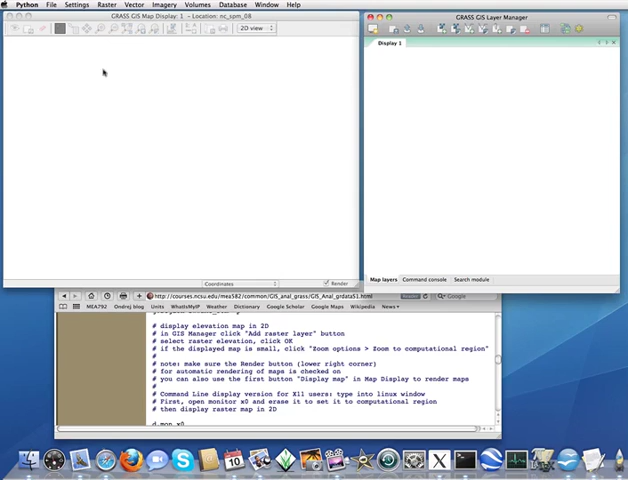 Python File Settings Raster Vector Imagery Volumes Database Window Help
GRASS GIS Map Display: 1 - Location: nc_spm_08
2D view
Coordinates
Render
GRASS GIS Layer Manager
Display 1
Map layers Command console Search module
http://courses.ncsu.edu/mea582/common/GIS_anal_grass/GIS_Anal_grdataS1.html
Reader
Google
MEA792 Ondrej blog Units WhatIsMyIP Weather Dictionary Google Scholar Google Maps Wikipedia News
# display elevation map in 2D
# in GIS Manager click "Add raster layer" button
# select raster elevation, click OK
# if the displayed map is small, click "Zoom options > Zoom to computational region"
#
# note: make sure the Render button (lower right corner)
# for automatic rendering of maps is checked on
# you can also use the first button "Display map" in Map Display to render maps
#
# Command Line display version for X11 users: type into linux window
# First, open monitor x0 and erase it to set it to computational region
# then display raster map in 2D
d.mon x0